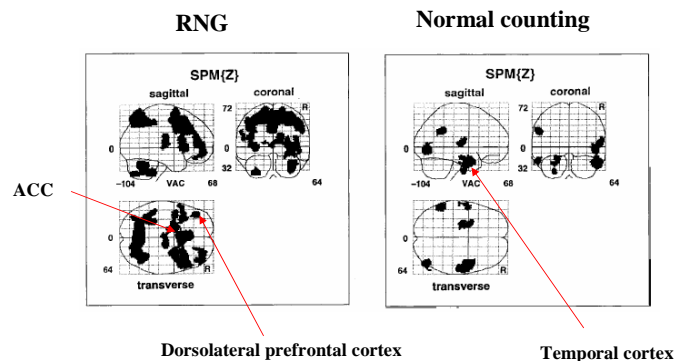 RNG
Normal counting
SPM{Z}
sagittal
coronal
72
R
0
0
32
-104
VAC
68
64
0
64
R
transverse
ACC
Dorsolateral prefrontal cortex
SPM{Z}
sagittal
coronal
72
R
0
0
32
-104
VAC
68
64
0
64
R
transverse
Temporal cortex